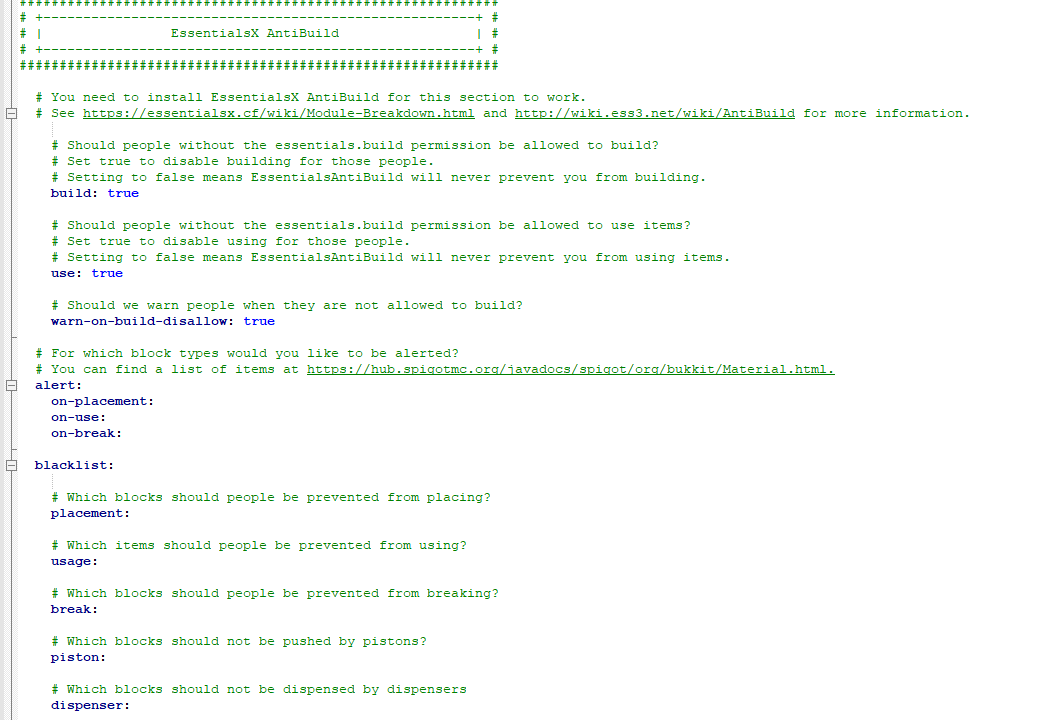 ############################################################
# +------------------------------------------------------+ #
# |                EssentialsX AntiBuild                 | #
# +------------------------------------------------------+ #
############################################################
# You need to install EssentialsX AntiBuild for this section to work.
# See https://essentialsx.cf/wiki/Module-Breakdown.html and http://wiki.ess3.net/wiki/AntiBuild for more information.
# Should people without the essentials.build permission be allowed to build?
# Set true to disable building for those people.
# Setting to false means EssentialsAntiBuild will never prevent you from building.
build: true
# Should people without the essentials.build permission be allowed to use items?
# Set true to disable using for those people.
# Setting to false means EssentialsAntiBuild will never prevent you from using items.
use: true
# Should we warn people when they are not allowed to build?
warn-on-build-disallow: true
# For which block types would you like to be alerted?
# You can find a list of items at https://hub.spigotmc.org/javadocs/spigot/org/bukkit/Material.html.
alert:
on-placement:
on-use:
on-break:
blacklist:
# Which blocks should people be prevented from placing?
placement:
# Which items should people be prevented from using?
usage:
# Which blocks should people be prevented from breaking?
break:
# Which blocks should not be pushed by pistons?
piston:
# Which blocks should not be dispensed by dispensers
dispenser: